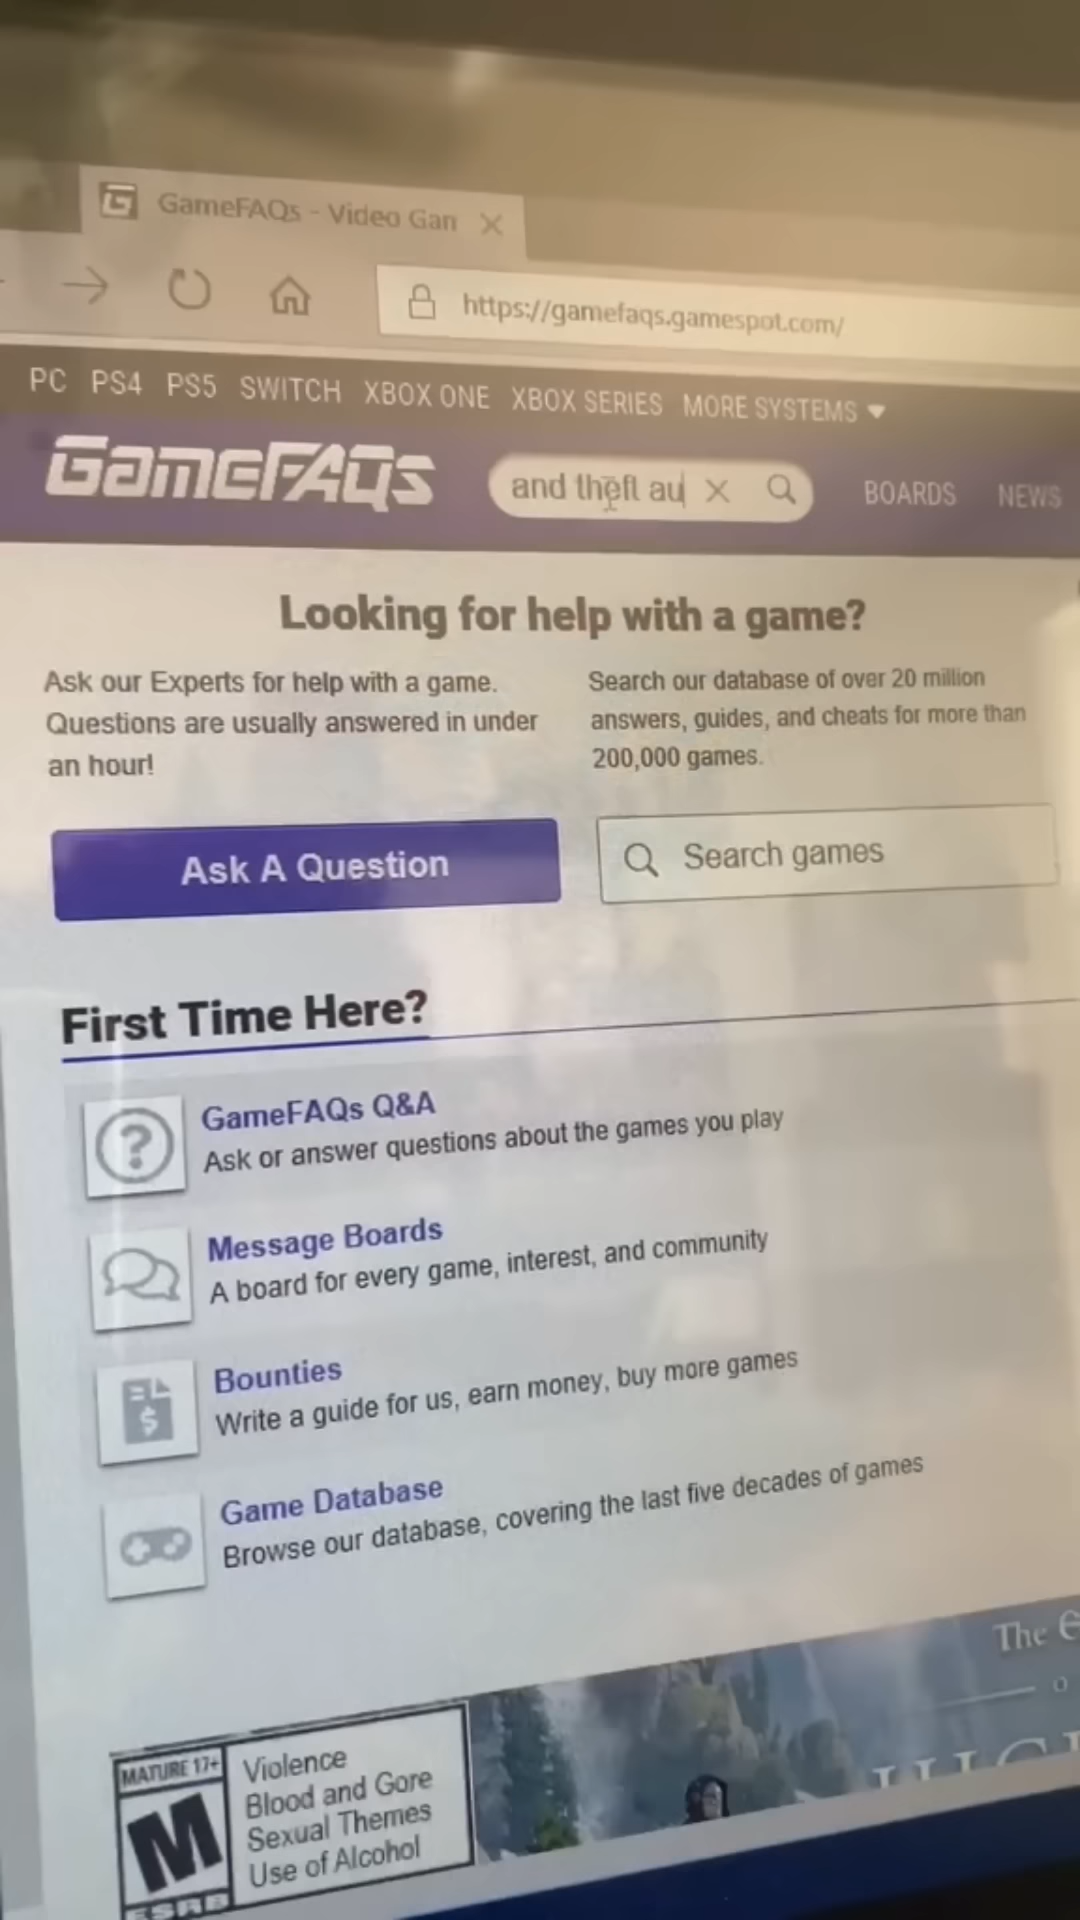 GameFAQs - Video Gan
https://gamefaqs.gamespot.com/
PC PS4 PS5 SWITCH XBOX ONE XBOX SERIES MORE SYSTEMS
GameFAQs
and theft au
BOARDS NEWS
Looking for help with a game?
Ask our Experts for help with a game.
Questions are usually answered in under
an hour!
Search our database of over 20 million
answers, guides, and cheats for more than
200,000 games.
Ask A Question
Search games
First Time Here?
GameFAQs Q&A
Ask or answer questions about the games you play
Message Boards
A board for every game, interest, and community
Bounties
Write a guide for us, earn money, buy more games
Game Database
Browse our database, covering the last five decades of games
The
MATURE 17+
M
ESRB
Violence
Blood and Gore
Sexual Themes
Use of Alcohol